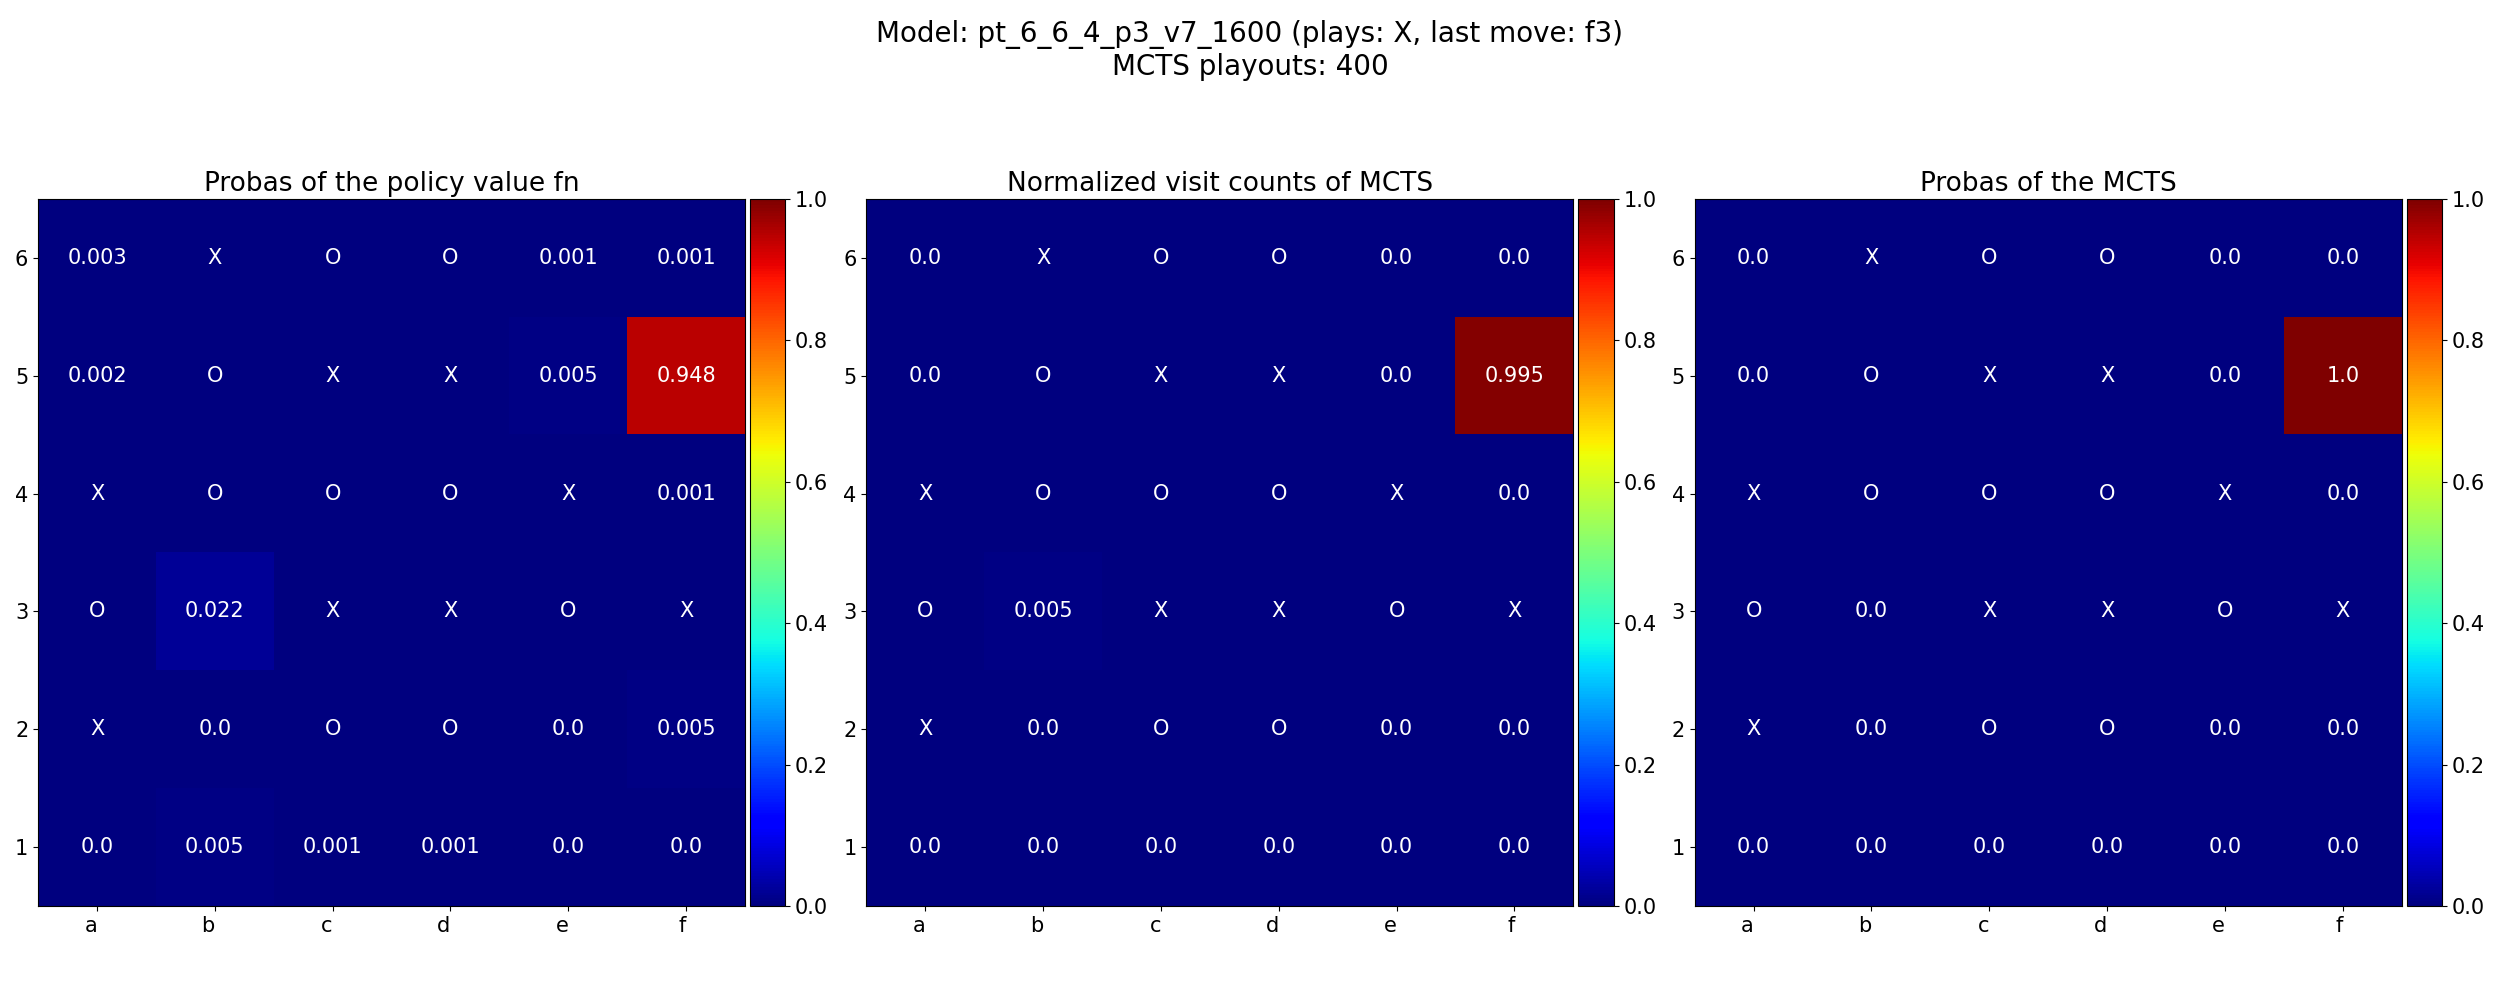 Model: pt_6_6_4_p3_v7_1600 (plays: X, last move: f3)
MCTS playouts: 400
Probas of the policy value fn
6 0.003 X O O 0.001 0.001
5 0.002 O X X 0.005 0.948
4 X O O O X 0.001
3 O 0.022 X X O X
2 X 0.0 O O 0.0 0.005
1 0.0 0.005 0.001 0.001 0.0 0.0
a b c d e f
1.0
0.8
0.6
0.4
0.2
0.0
Normalized visit counts of MCTS
6 0.0 X O O 0.0 0.0
5 0.0 O X X 0.0 0.995
4 X O O O X 0.0
3 O 0.005 X X O X
2 X 0.0 O O 0.0 0.0
1 0.0 0.0 0.0 0.0 0.0 0.0
a b c d e f
1.0
0.8
0.6
0.4
0.2
0.0
Probas of the MCTS
6 0.0 X O O 0.0 0.0
5 0.0 O X X 0.0 1.0
4 X O O O X 0.0
3 O 0.0 X X O X
2 X 0.0 O O 0.0 0.0
1 0.0 0.0 0.0 0.0 0.0 0.0
a b c d e f
1.0
0.8
0.6
0.4
0.2
0.0